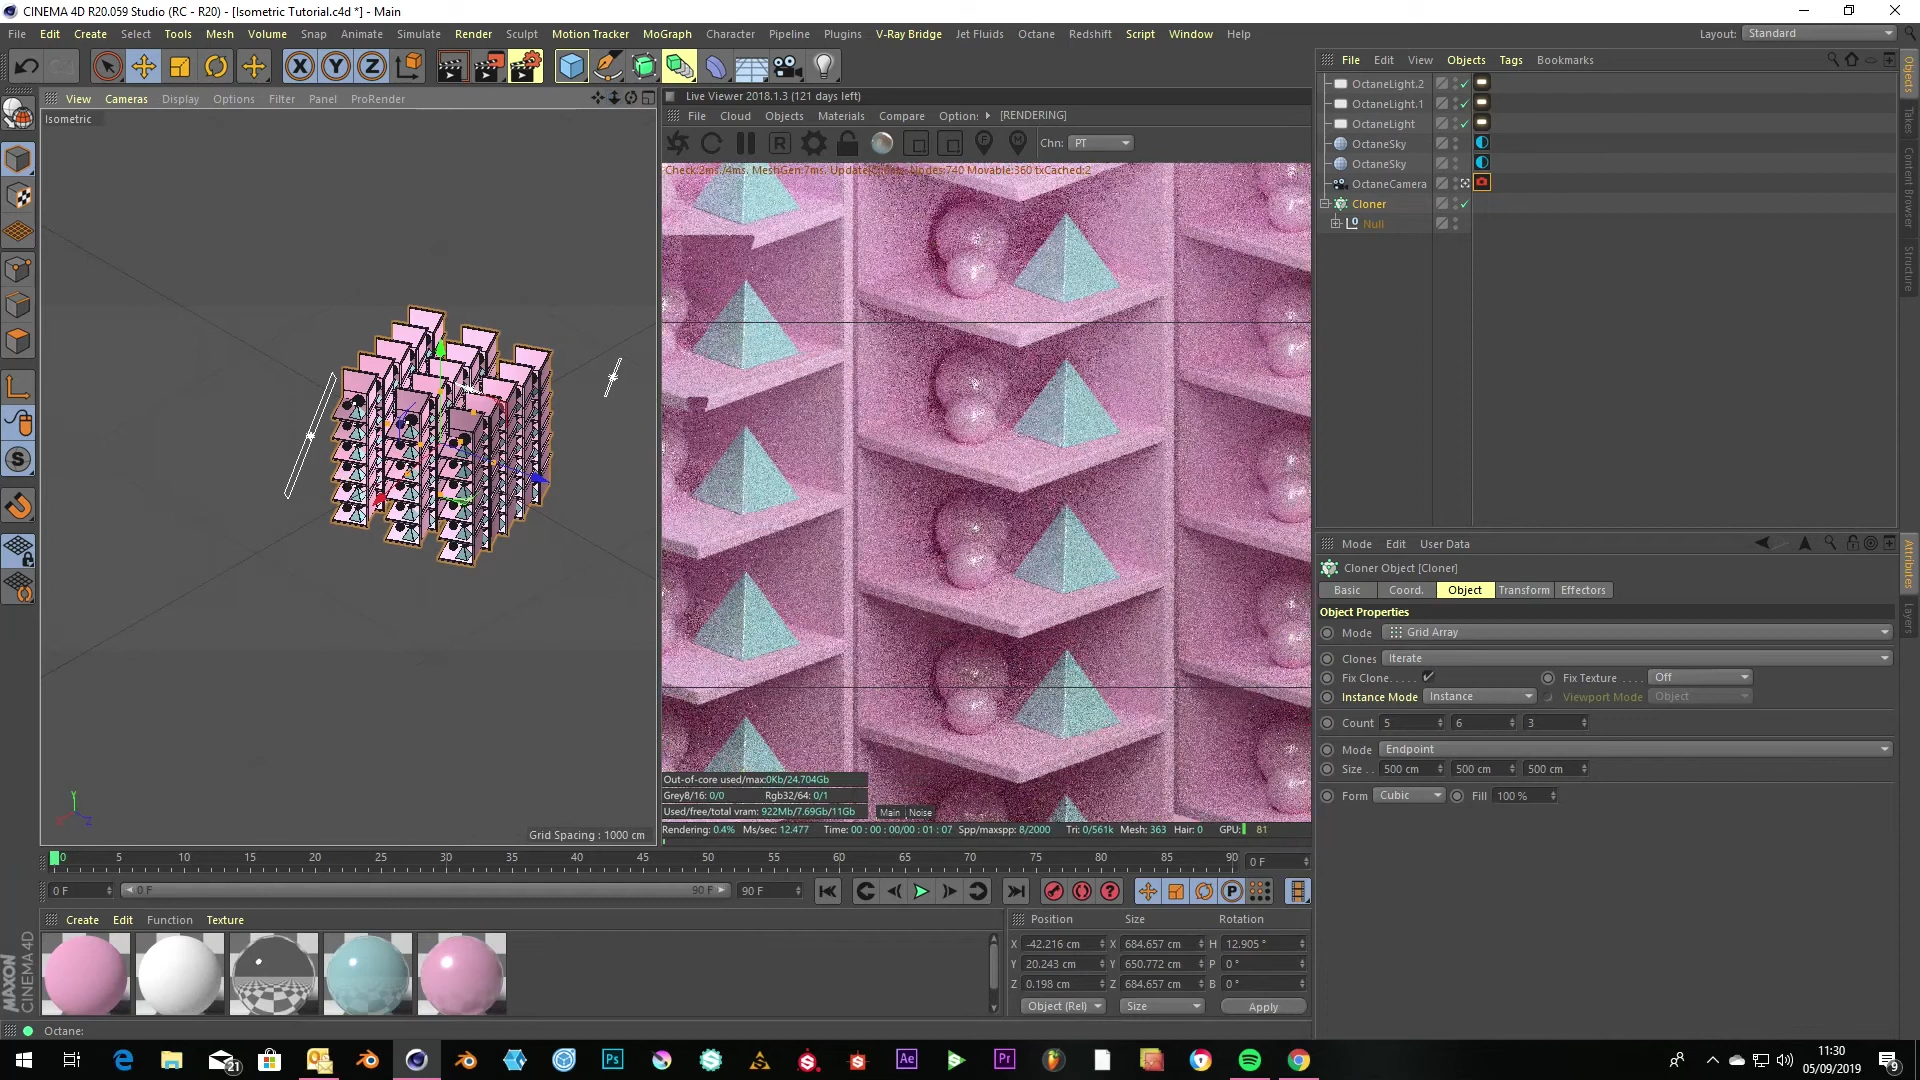 CINEMA 4D R20.059 Studio (RC - R20) - [Isometric Tutorial.c4d *] - Main
File Edit Create Select Tools Mesh Volume Snap Animate Simulate Render Sculpt Motion Tracker MoGraph Character Pipeline Plugins V-Ray Bridge Jet Fluids Octane Redshift Script Window Help
Layout: Standard
X Y Z
View Cameras Display Options Filter Panel ProRender
Isometric
Grid Spacing : 1000 cm
Live Viewer 2018.1.3 (121 days left)
File Cloud Objects Materials Compare Options [RENDERING]
Chn: PT
Out-of-core used/max:0Kb/24.704Gb
Grey8/16: 0/0 Rgb32/64: 0/1
Used/free/total vram: 922Mb/7.69Gb/11Gb
Main Noise
Rendering: 0.4% Ms/sec: 12.477 Time: 00 : 00 : 00/00 : 01 : 07 Spp/maxspp: 8/2000 Tri: 0/561k Mesh: 363 Hair: 0 GPU: 81
File Edit View Objects Tags Bookmarks
OctaneLight.2
OctaneLight.1
OctaneLight
OctaneSky
OctaneSky
OctaneCamera
Cloner
Null
Objects
Takes
Content Browser
Structure
Mode Edit User Data
Cloner Object [Cloner]
Basic Coord. Object Transform Effectors
Object Properties
Mode Grid Array
Clones Iterate
Fix Clone. . . . . Fix Texture . . . . Off
Instance Mode Instance Viewport Mode Object
Count 5 6 3
Mode Endpoint
Size . . 500 cm 500 cm 500 cm
Form Cubic Fill 100 %
Attributes
Layers
0 5 10 15 20 25 30 35 40 45 50 55 60 65 70 75 80 85 90 0 F
0 F 0 F 90 F 90 F
Create Edit Function Texture
Position Size Rotation
X -42.216 cm X 684.657 cm H 12.905 °
Y 20.243 cm Y 650.772 cm P 0 °
Z 0.198 cm Z 684.657 cm B 0 °
Object (Rel) Size Apply
MAXON
CINEMA 4D
Octane:
21
Ps
Ae
Pr
11:30
05/09/2019
9